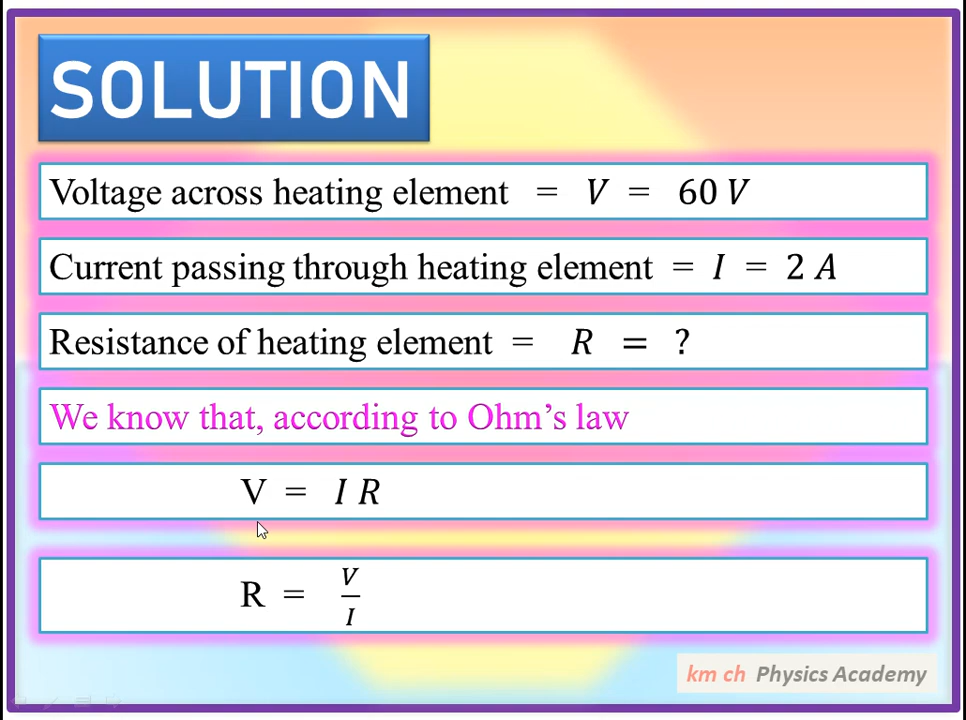 SOLUTION
Voltage across heating element = V = 60 V
Current passing through heating element = I = 2 A
Resistance of heating element = R = ?
We know that, according to Ohm’s law
V = I R
R = V/I
km ch Physics Academy